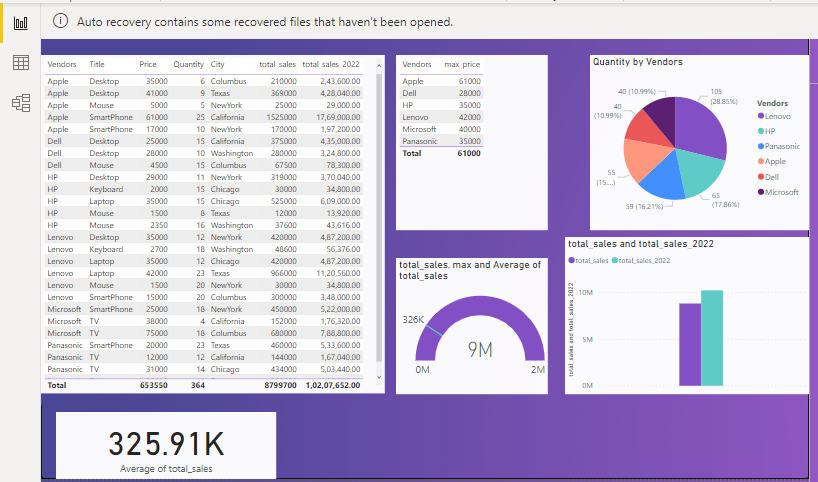 Auto recovery contains some recovered files that haven't been opened.
Vendors Title Price Quantity City total_sales total_sales_2022
Apple Desktop 35000 6 Columbus 210000 2,43,600.00
Apple Desktop 41000 9 Texas 369000 4,28,040.00
Apple Mouse 5000 5 NewYork 25000 29,000.00
Apple SmartPhone 61000 25 California 1525000 17,69,000.00
Apple SmartPhone 17000 10 NewYork 170000 1,97,200.00
Dell Desktop 25000 15 California 375000 4,35,000.00
Dell Desktop 28000 10 Washington 280000 3,24,800.00
Dell Mouse 4500 15 Columbus 67500 78,300.00
HP Desktop 29000 11 NewYork 319000 3,70,040.00
HP Keyboard 2000 15 Chicago 30000 34,800.00
HP Laptop 35000 15 Chicago 525000 6,09,000.00
HP Mouse 1500 8 Texas 12000 13,920.00
HP Mouse 2350 16 Washington 37600 43,616.00
Lenovo Desktop 35000 12 NewYork 420000 4,87,200.00
Lenovo Keyboard 2700 18 Washington 48600 56,376.00
Lenovo Laptop 35000 12 Chicago 420000 4,87,200.00
Lenovo Laptop 42000 23 Texas 966000 11,20,560.00
Lenovo Mouse 1500 20 NewYork 30000 34,800.00
Lenovo SmartPhone 15000 20 Columbus 300000 3,48,000.00
Microsoft SmartPhone 25000 18 NewYork 450000 5,22,000.00
Microsoft TV 38000 4 California 152000 1,76,320.00
Microsoft TV 75000 18 Columbus 680000 7,88,800.00
Panasonic SmartPhone 20000 23 Texas 460000 5,33,600.00
Panasonic TV 12000 12 California 144000 1,67,040.00
Panasonic TV 31000 14 Chicago 434000 5,03,440.00
Total 653550 364 8799700 1,02,07,652.00
Vendors max_price
Apple 61000
Dell 28000
HP 35000
Lenovo 42000
Microsoft 40000
Panasonic 35000
Total 61000
Quantity by Vendors
40 (10.99%)
105
(28.85%)
40
(10.99%)
55
(15....)
59 (16.21%)
65
(17.86%)
Vendors
Lenovo
HP
Panasonic
Apple
Dell
Microsoft
total_sales, max and Average of
total_sales
326K
9M
0M 2M
total_sales and total_sales_2022
total_sales total_sales_2022
total_sales and total_sales_2022
10M
5M
0M
325.91K
Average of total_sales